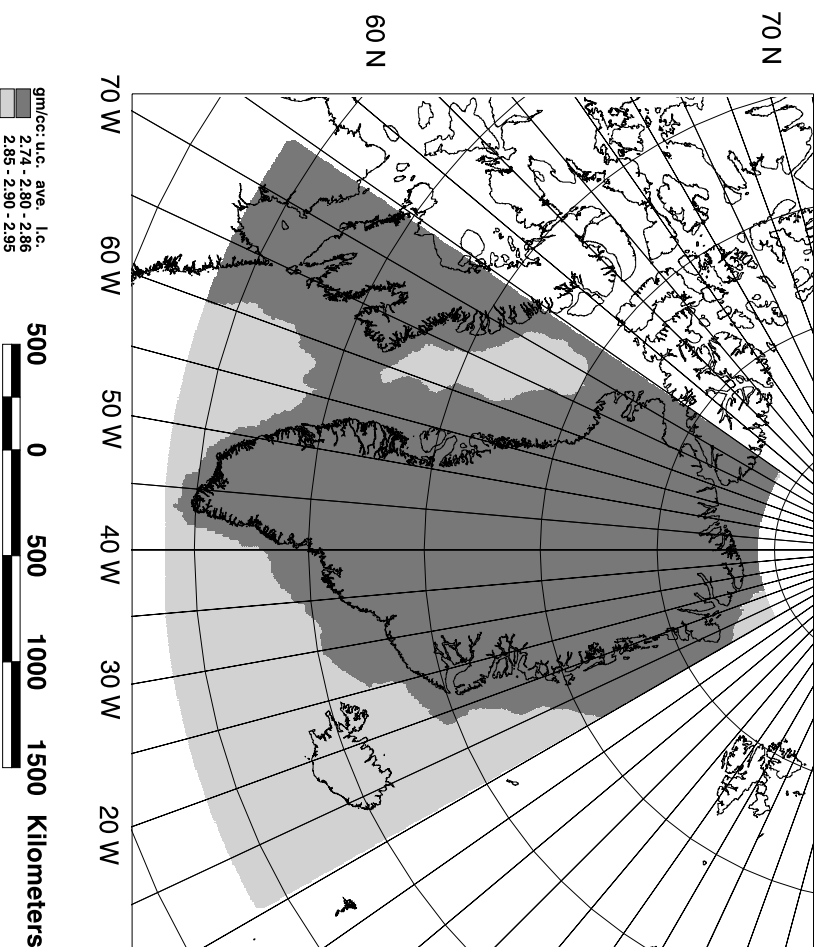 60 N
70 N
70 W
60 W
50 W
40 W
30 W
20 W
gm/cc: u.c. ave. l.c.
2.74 - 2.80 - 2.86
2.85 - 2.90 - 2.95
500 0 500 1000 1500 Kilometers